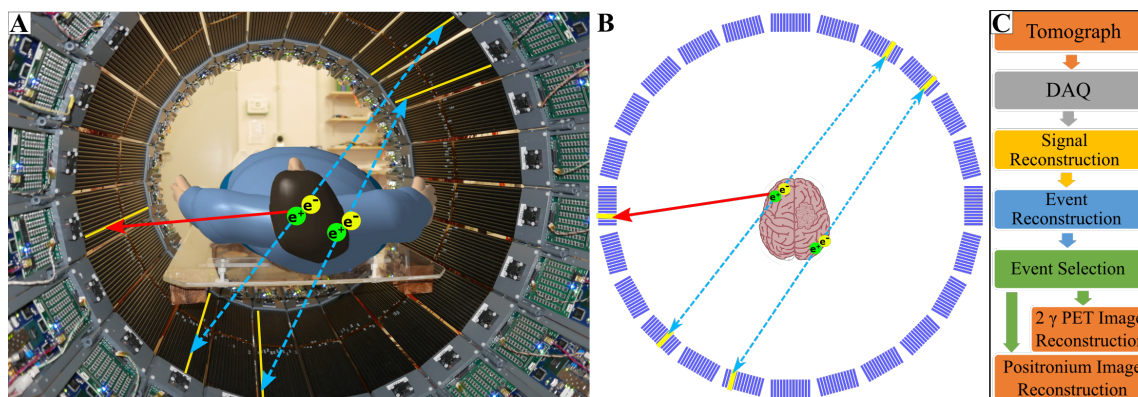 A
e⁺ e⁻
e⁺ e⁻
B
e⁺ e⁻
e⁺ e⁻
C
Tomograph
DAQ
Signal
Reconstruction
Event
Reconstruction
Event Selection
2 γ PET Image
Reconstruction
Positronium Image
Reconstruction